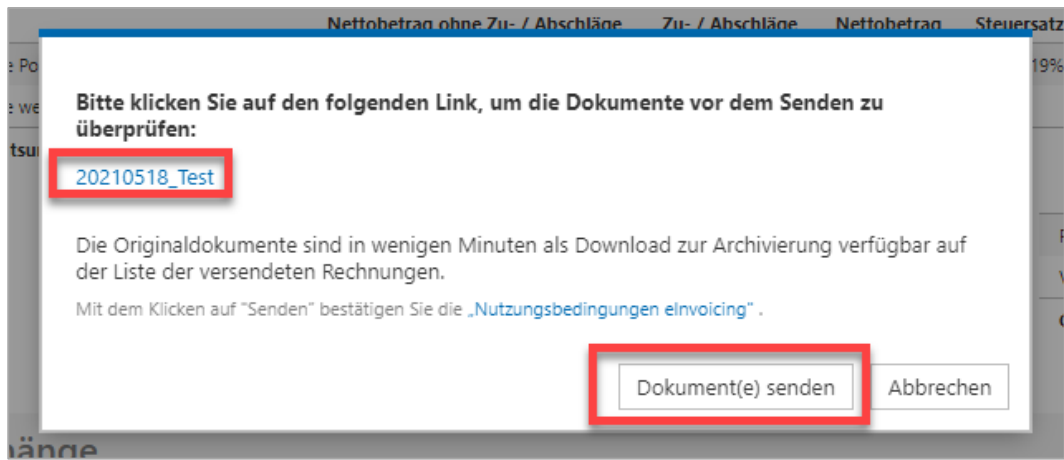 Nettobetrag ohne Zu- / Abschläge Zu- / Abschläge Nettobetrag Steuersatz
19%
Bitte klicken Sie auf den folgenden Link, um die Dokumente vor dem Senden zu
überprüfen:
20210518_Test
Die Originaldokumente sind in wenigen Minuten als Download zur Archivierung verfügbar auf
der Liste der versendeten Rechnungen.
Mit dem Klicken auf "Senden" bestätigen Sie die „Nutzungsbedingungen eInvoicing" .
Dokument(e) senden Abbrechen